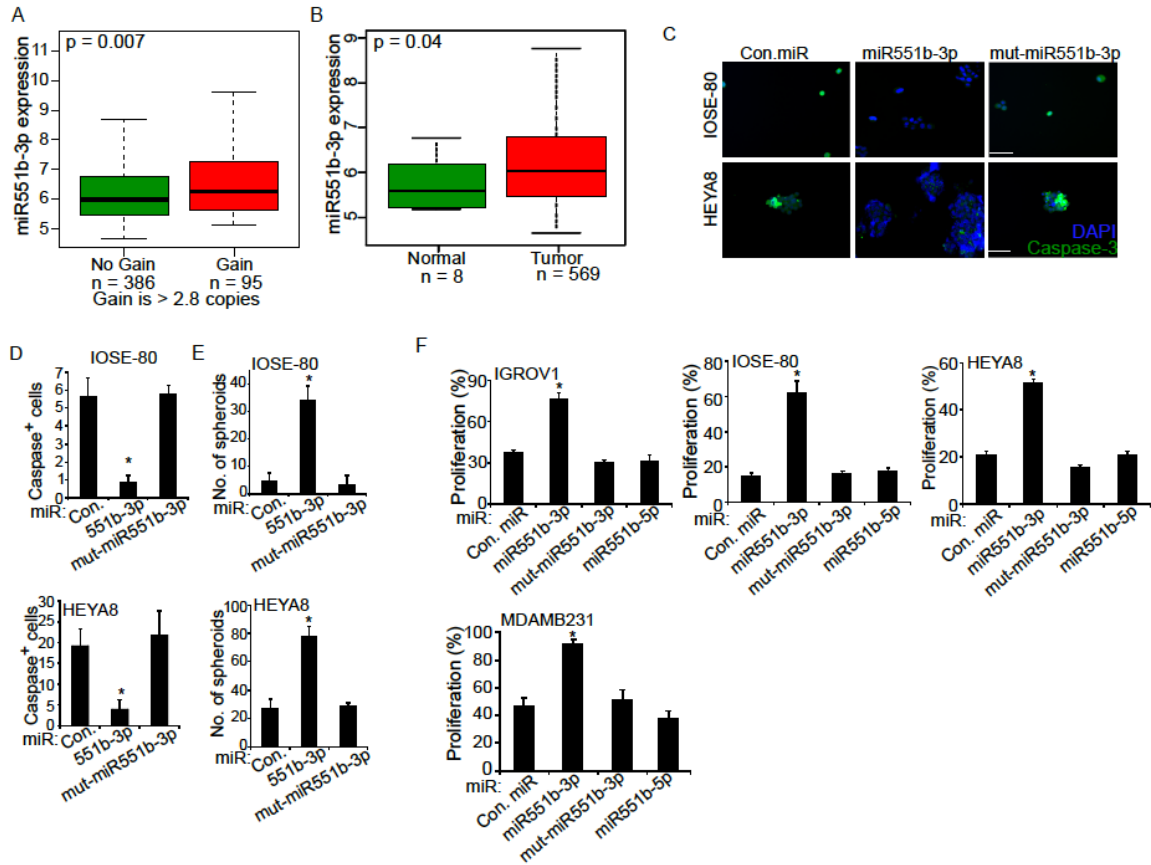 A
p = 0.007
miR551b-3p expression
11
10
9
8
7
6
5
No Gain
Gain
n = 386
n = 95
Gain is > 2.8 copies
B
p = 0.04
miR551b-3p expression
9
8
7
6
5
Normal
Tumor
n = 8
n = 569
C
Con.miR
miR551b-3p
mut-miR551b-3p
IOSE-80
HEYA8
DAPI
Caspase-3
D
IOSE-80
Caspase+ cells
7
6
5
4
3
2
1
0
*
miR:
Con.
551b-3p
mut-miR551b-3p
HEYA8
Caspase+ cells
30
25
20
15
10
5
0
*
miR:
Con.
551b-3p
mut-miR551b-3p
E
IOSE-80
No. of spheroids
40
30
20
10
0
*
Con.
551b-3p
mut-miR551b-3p
HEYA8
No. of spheroids
100
80
60
40
20
0
*
Con.
551b-3p
mut-miR551b-3p
F
IGROV1
Proliferation (%)
90
60
30
00
*
miR:
Con. miR
miR551b-3p
mut-miR551b-3p
miR551b-5p
IOSE-80
Proliferation (%)
80
60
40
20
0
*
Con. miR
miR551b-3p
mut-miR551b-3p
miR551b-5p
HEYA8
Proliferation (%)
60
40
20
0
*
Con. miR
miR551b-3p
mut-miR551b-3p
miR551b-5p
MDAMB231
Proliferation (%)
100
80
60
40
20
0
*
miR:
Con. miR
miR551b-3p
mut-miR551b-3p
miR551b-5p